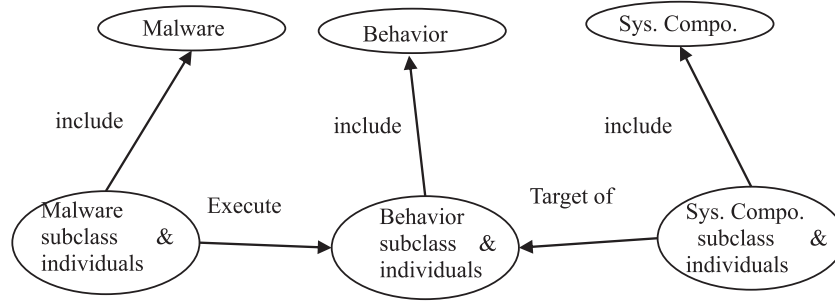 Malware
Behavior
Sys. Compo.
include
include
include
Execute
Target of
Malware
subclass &
individuals
Behavior
subclass &
individuals
Sys. Compo.
subclass &
individuals